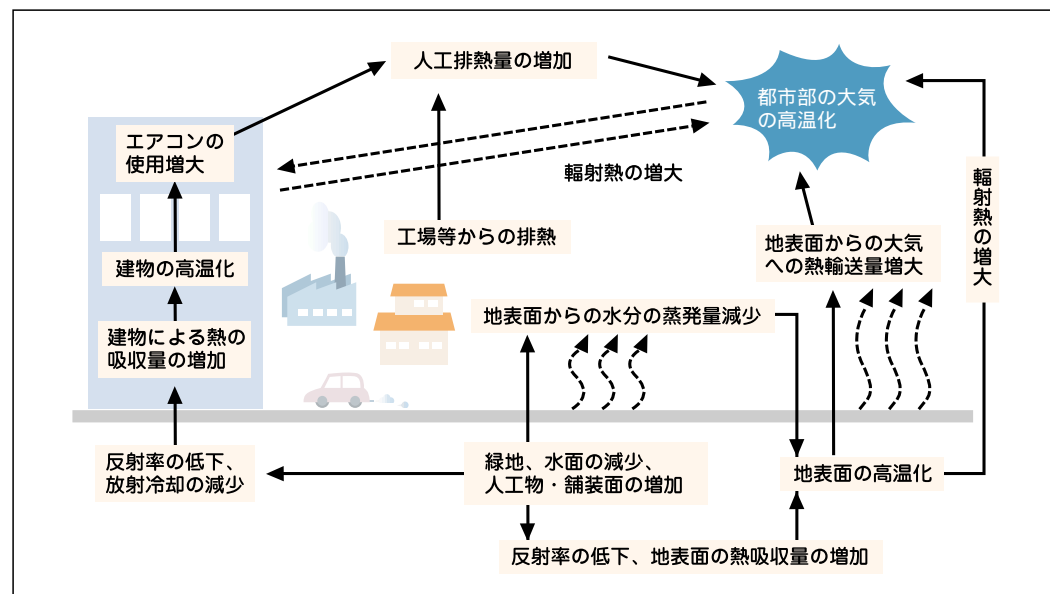 人工排熱量の増加
都市部の大気
の高温化
エアコンの
使用増大
輻射熱の増大
輻射熱の増大
工場等からの排熱
地表面からの大気
への熱輸送量増大
建物の高温化
地表面からの水分の蒸発量減少
建物による熱の
吸収量の増加
反射率の低下、
放射冷却の減少
緑地、水面の減少、
人工物・舗装面の増加
地表面の高温化
反射率の低下、地表面の熱吸収量の増加